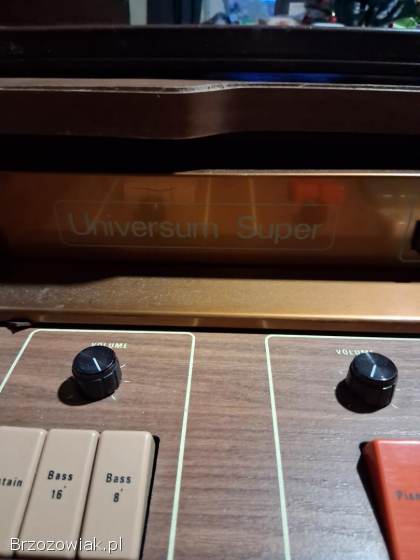 Universum Super
VOLUME
VOLUME
Bass
16'
Bass
8'
Brzozowiak.pl